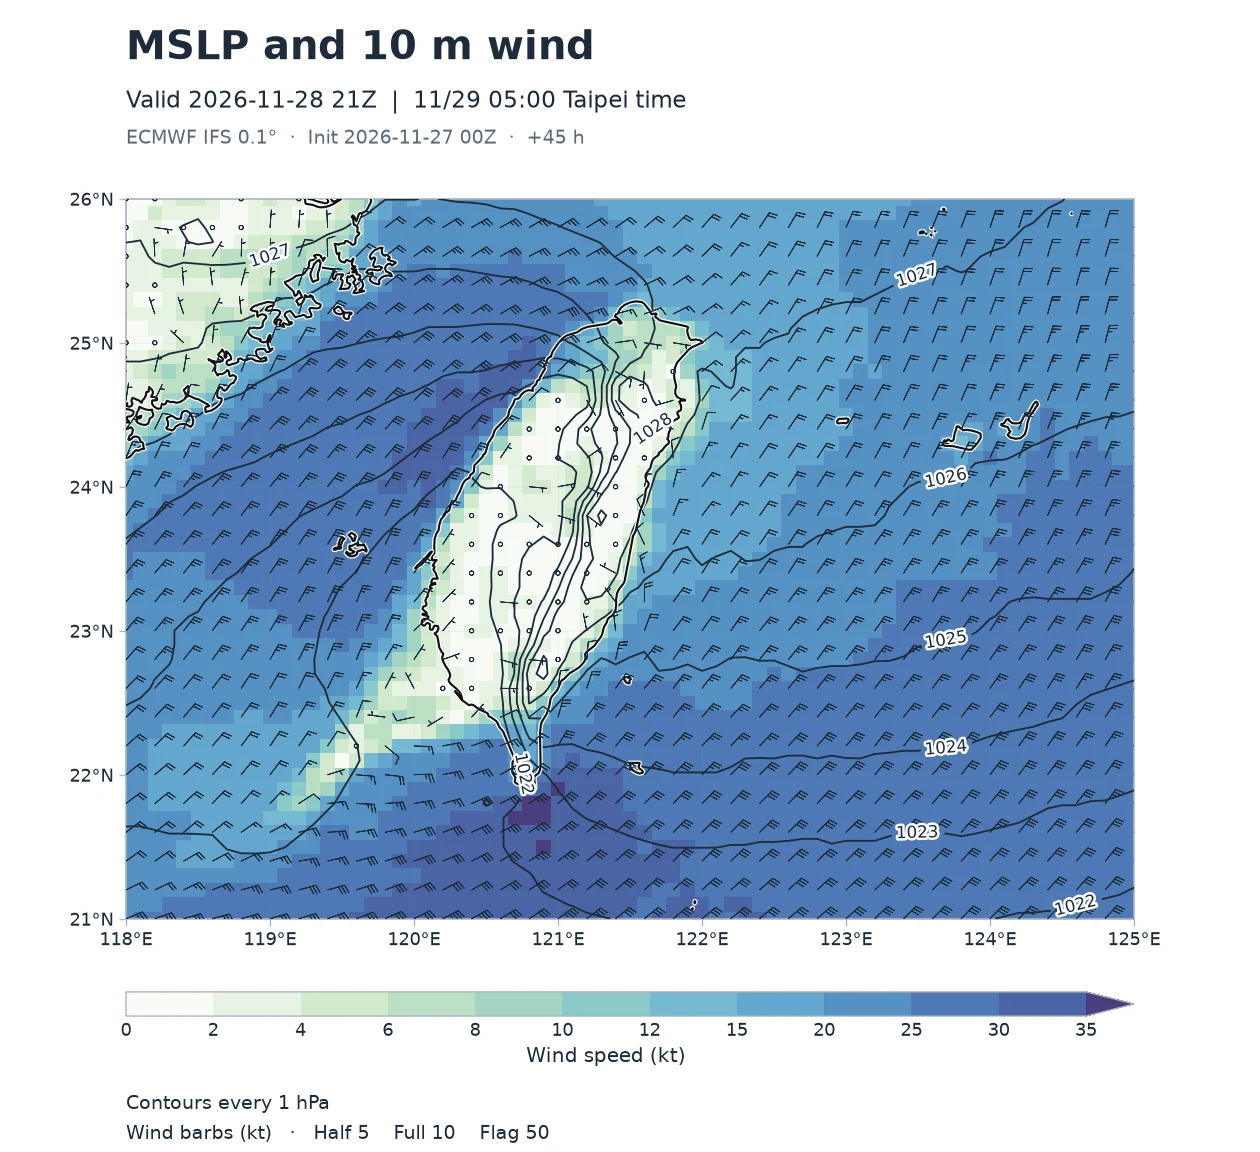 MSLP and 10 m wind
Valid 2026-11-28 21Z | 11/29 05:00 Taipei time
ECMWF IFS 0.1° · Init 2026-11-27 00Z · +45 h
26°N
25°N
24°N
23°N
22°N
21°N
1027
1027
1028
1026
1025
1024
1022
1023
1022
118°E 119°E 120°E 121°E 122°E 123°E 124°E 125°E
0 2 4 6 8 10 12 15 20 25 30 35
Wind speed (kt)
Contours every 1 hPa
Wind barbs (kt) · Half 5 Full 10 Flag 50